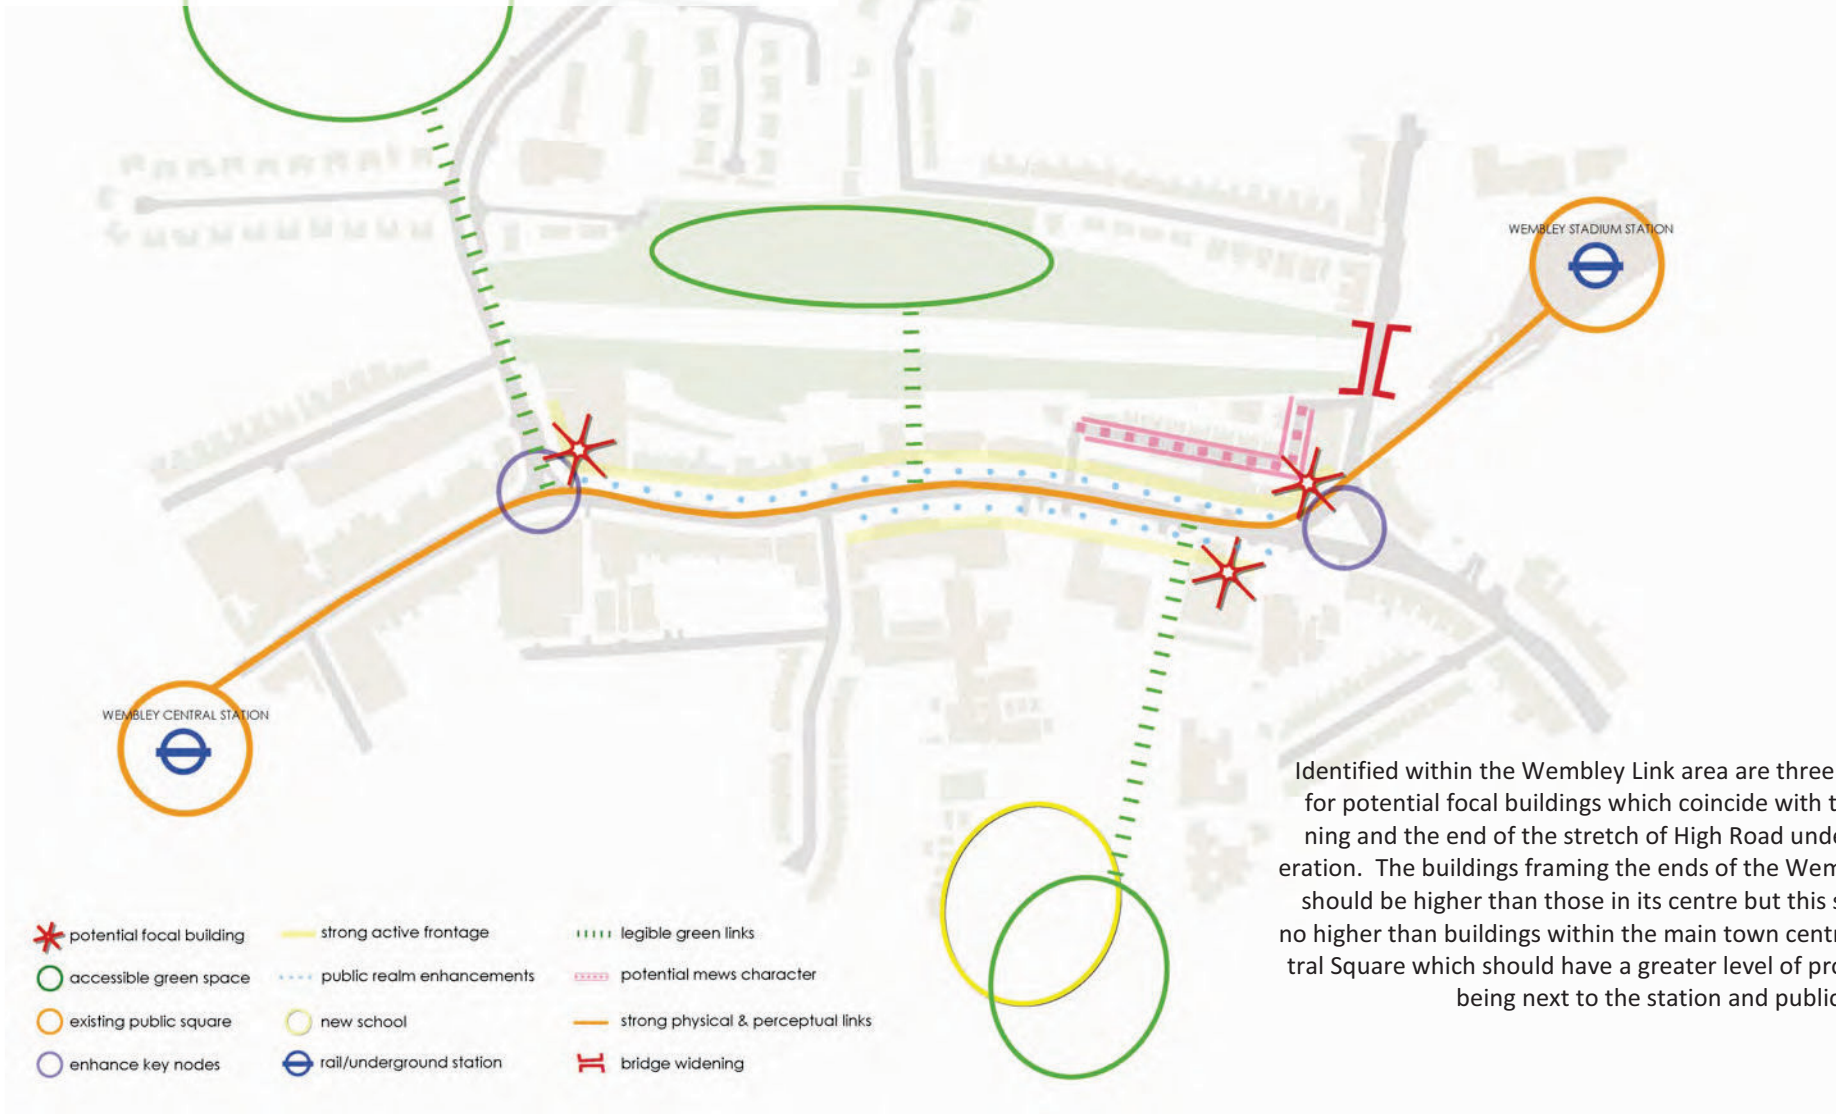 WEMBLEY STADIUM STATION
WEMBLEY CENTRAL STATION
Identified within the Wembley Link area are three
for potential focal buildings which coincide with t
ning and the end of the stretch of High Road unde
eration.  The buildings framing the ends of the Wem
should be higher than those in its centre but this s
no higher than buildings within the main town centr
tral Square which should have a greater level of pro
being next to the station and public
potential focal building
accessible green space
existing public square
enhance key nodes
strong active frontage
public realm enhancements
new school
rail/underground station
legible green links
potential mews character
strong physical & perceptual links
bridge widening